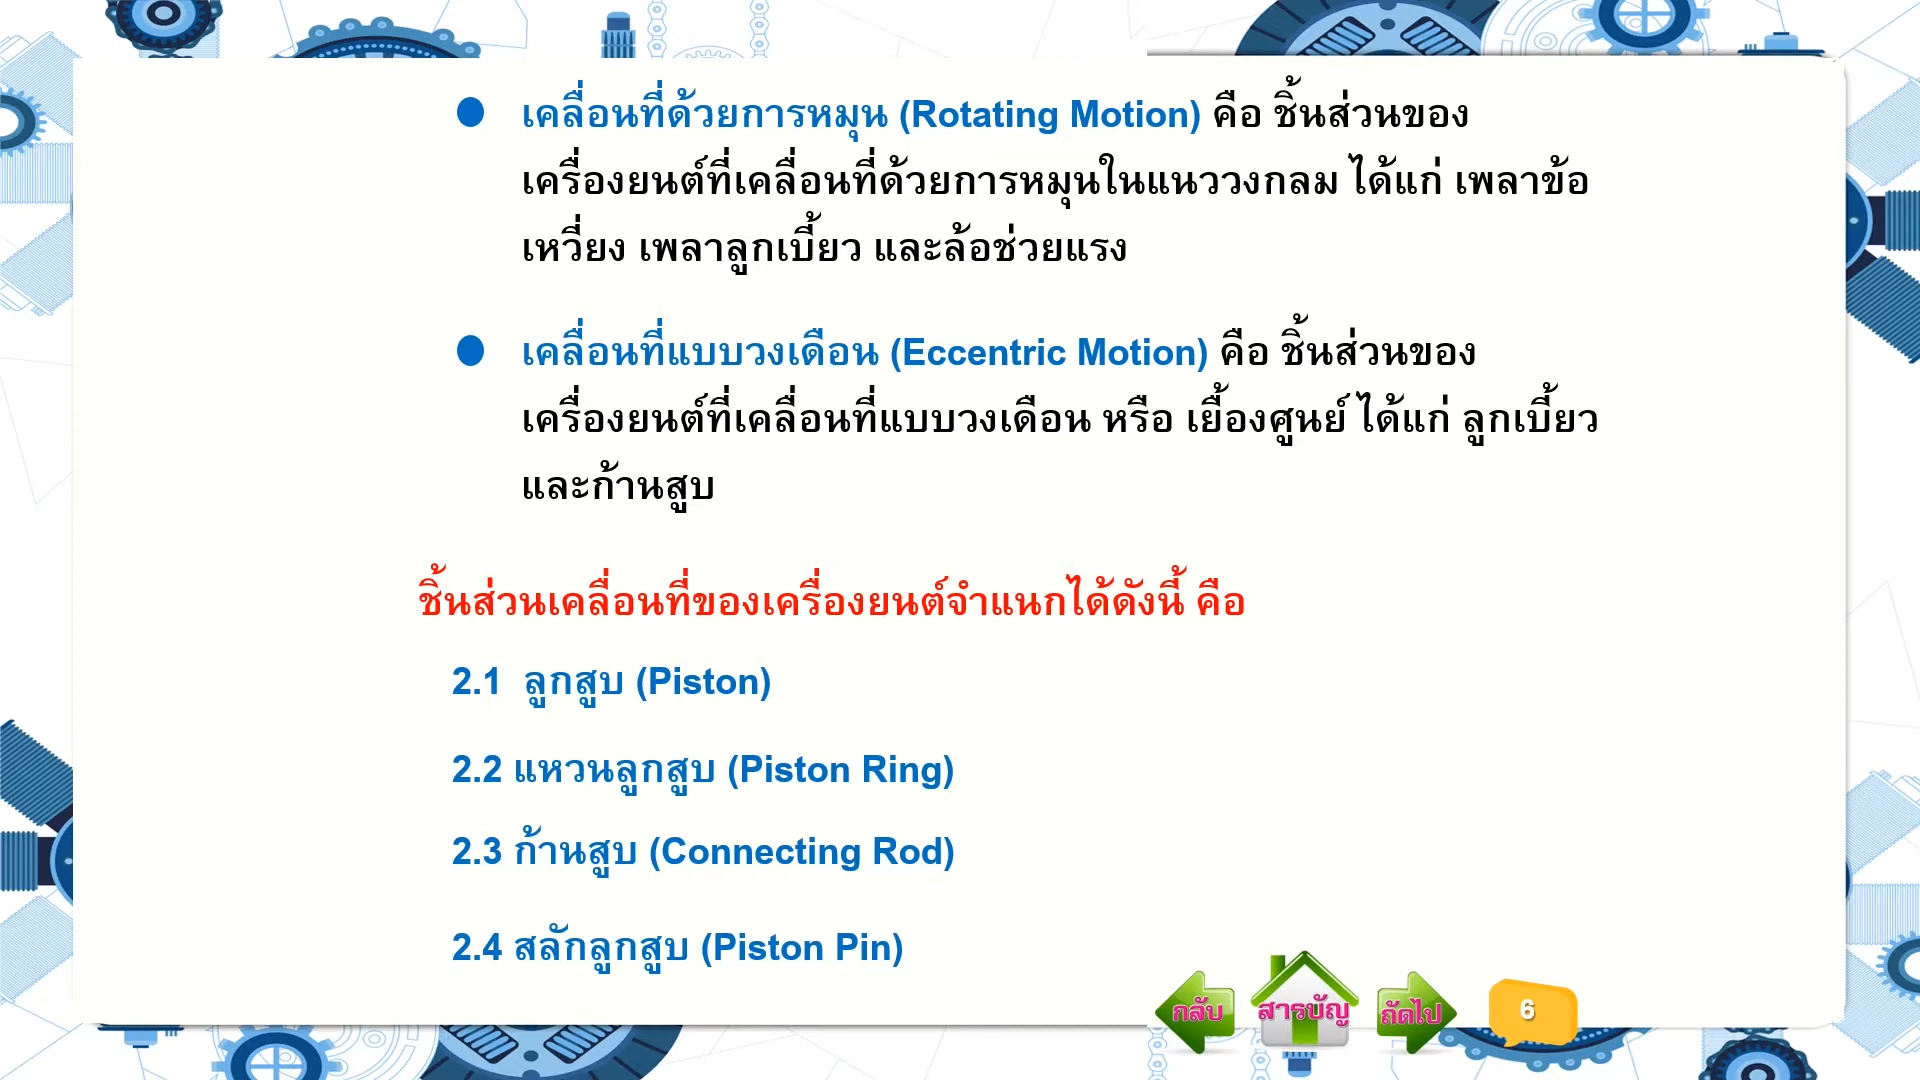 ● เคลื่อนที่ด้วยการหมุน (Rotating Motion) คือ ชิ้นส่วนของ
เครื่องยนต์ที่เคลื่อนที่ด้วยการหมุนในแนววงกลม ได้แก่ เพลาข้อ
เหวี่ยง เพลาลูกเบี้ยว และล้อช่วยแรง
● เคลื่อนที่แบบวงเดือน (Eccentric Motion) คือ ชิ้นส่วนของ
เครื่องยนต์ที่เคลื่อนที่แบบวงเดือน หรือ เยื้องศูนย์ ได้แก่ ลูกเบี้ยว
และก้านสูบ
ชิ้นส่วนเคลื่อนที่ของเครื่องยนต์จำแนกได้ดังนี้ คือ
2.1 ลูกสูบ (Piston)
2.2 แหวนลูกสูบ (Piston Ring)
2.3 ก้านสูบ (Connecting Rod)
2.4 สลักลูกสูบ (Piston Pin)
กลับ สารบัญ ถัดไป 6